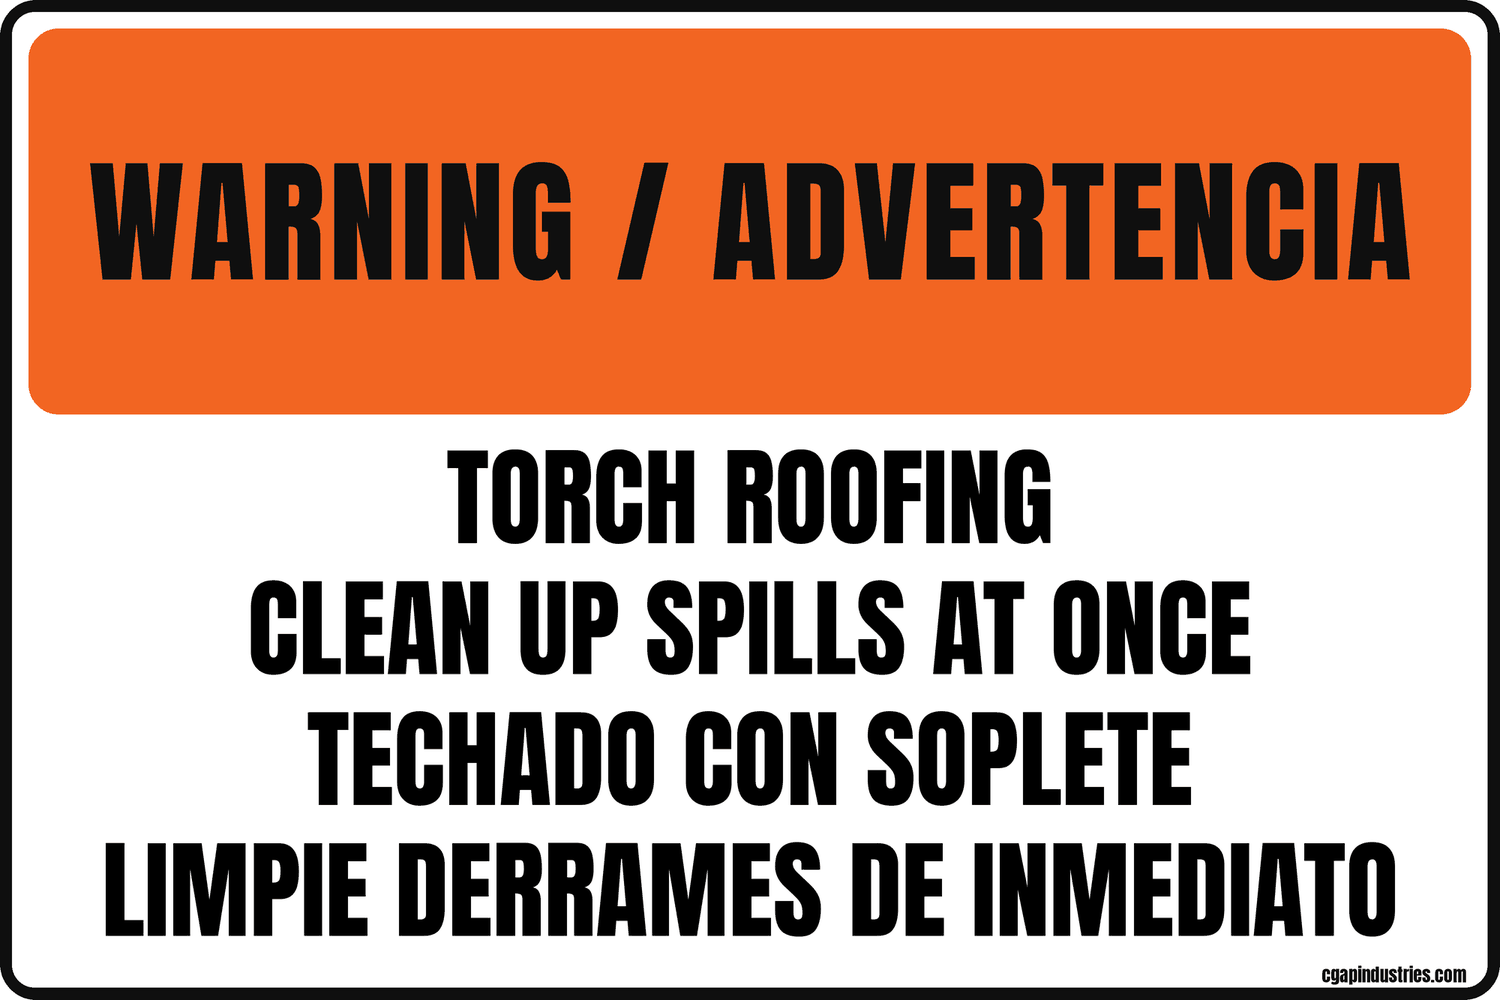 WARNING / ADVERTENCIA
TORCH ROOFING
CLEAN UP SPILLS AT ONCE
TECHADO CON SOPLETE
LIMPIE DERRAMES DE INMEDIATO
cgapindustries.com